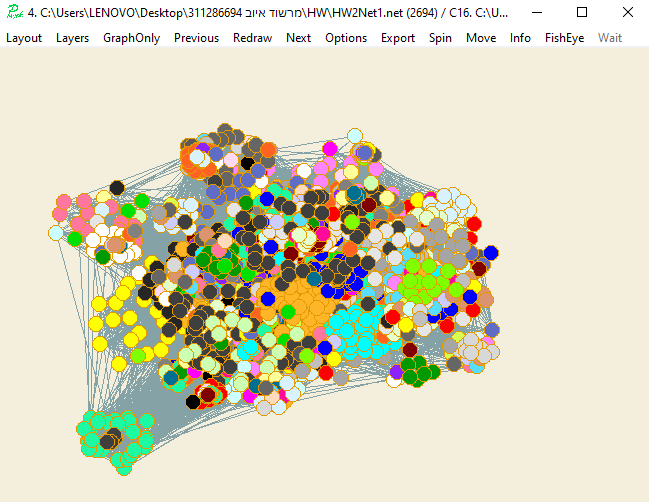 4. C:\Users\LENOVO\Desktop\311286694 מרשוד איוב\HW\HW2Net1.net (2694) / C16. C:\U...
Layout Layers GraphOnly Previous Redraw Next Options Export Spin Move Info FishEye Wait